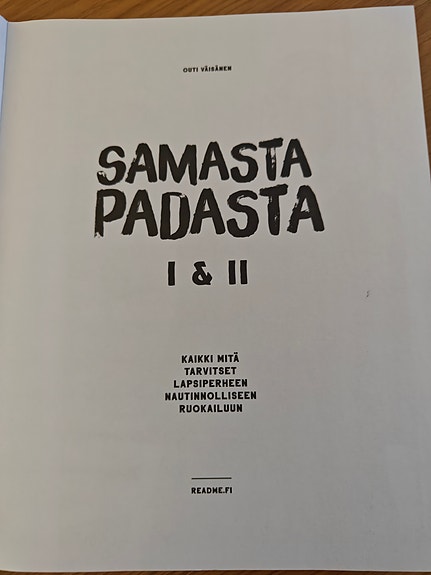 OUTI VÄISÄNEN
SAMASTA
PADASTA
I & II
KAIKKI MITÄ
TARVITSET
LAPSIPERHEEN
NAUTINNOLLISEEN
RUOKAILUUN
README.FI